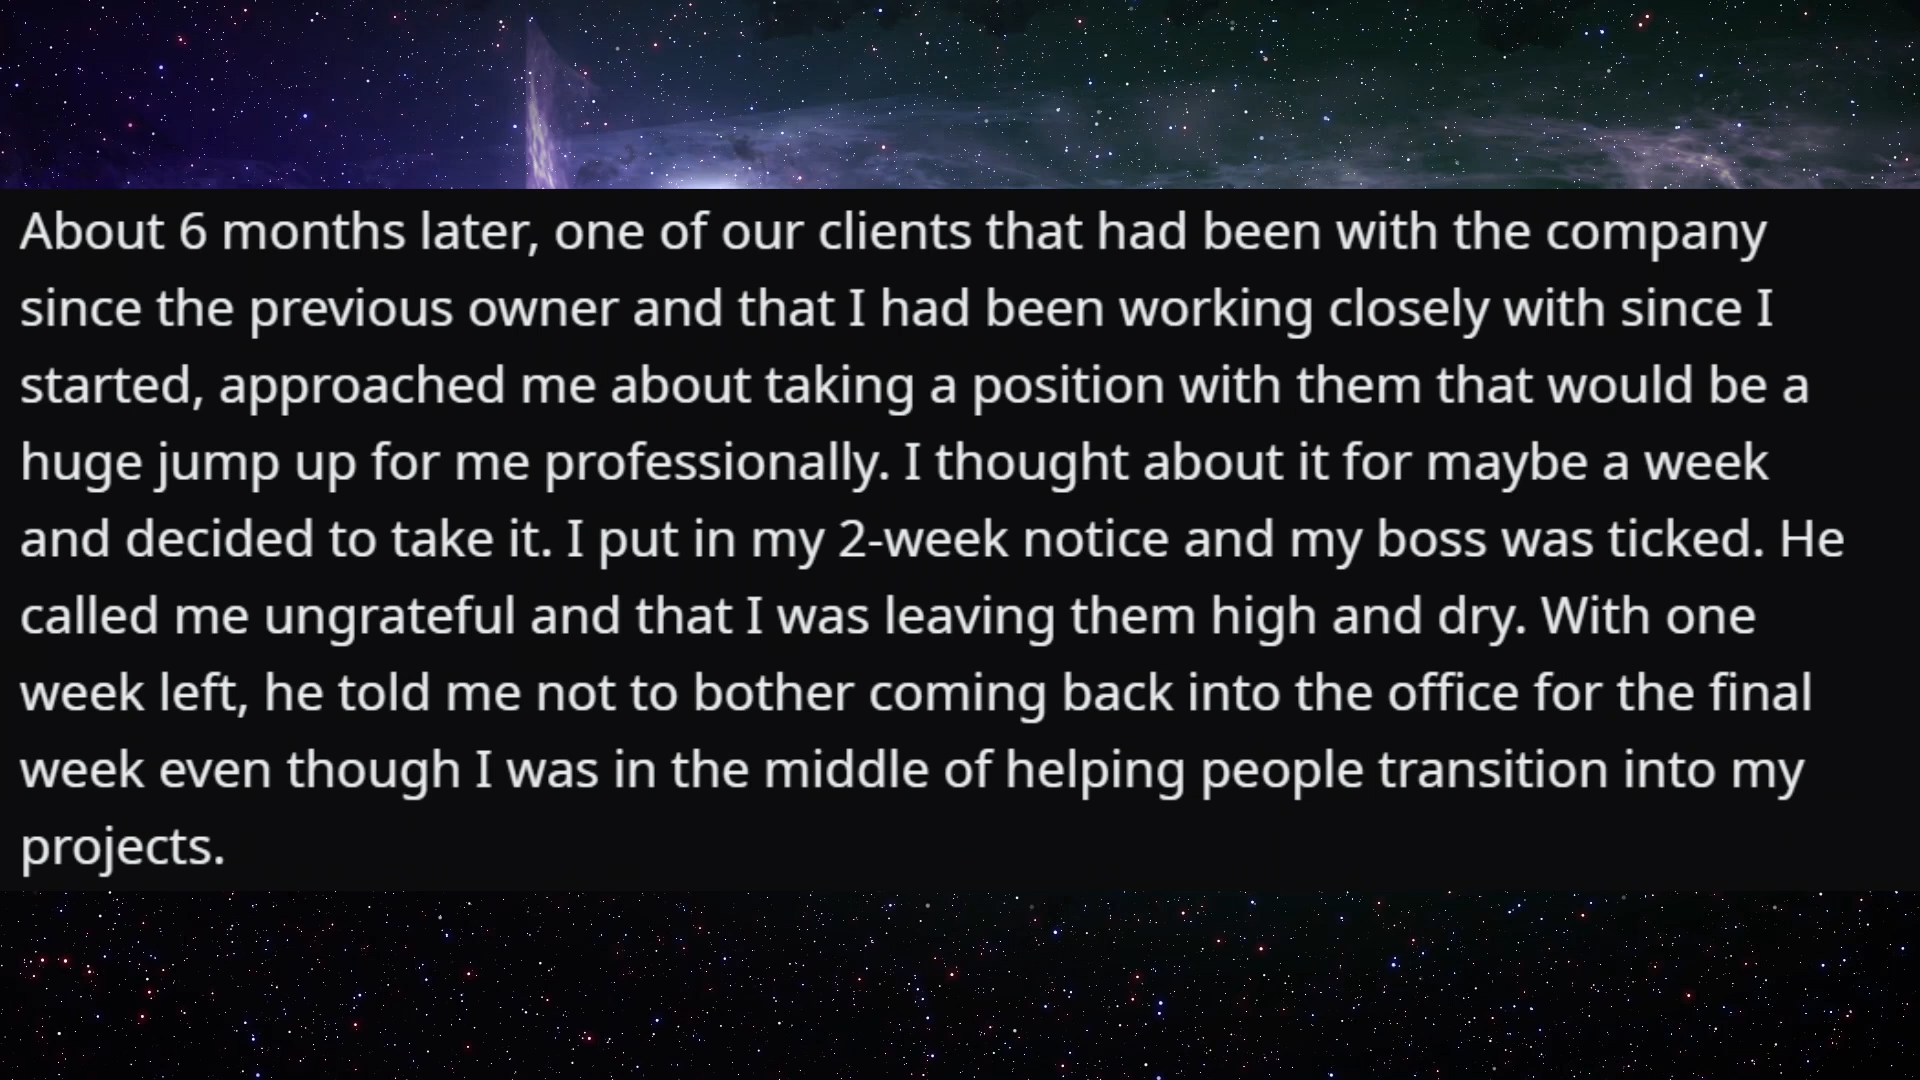 About 6 months later, one of our clients that had been with the company
since the previous owner and that I had been working closely with since I
started, approached me about taking a position with them that would be a
huge jump up for me professionally. I thought about it for maybe a week
and decided to take it. I put in my 2-week notice and my boss was ticked. He
called me ungrateful and that I was leaving them high and dry. With one
week left, he told me not to bother coming back into the office for the final
week even though I was in the middle of helping people transition into my
projects.